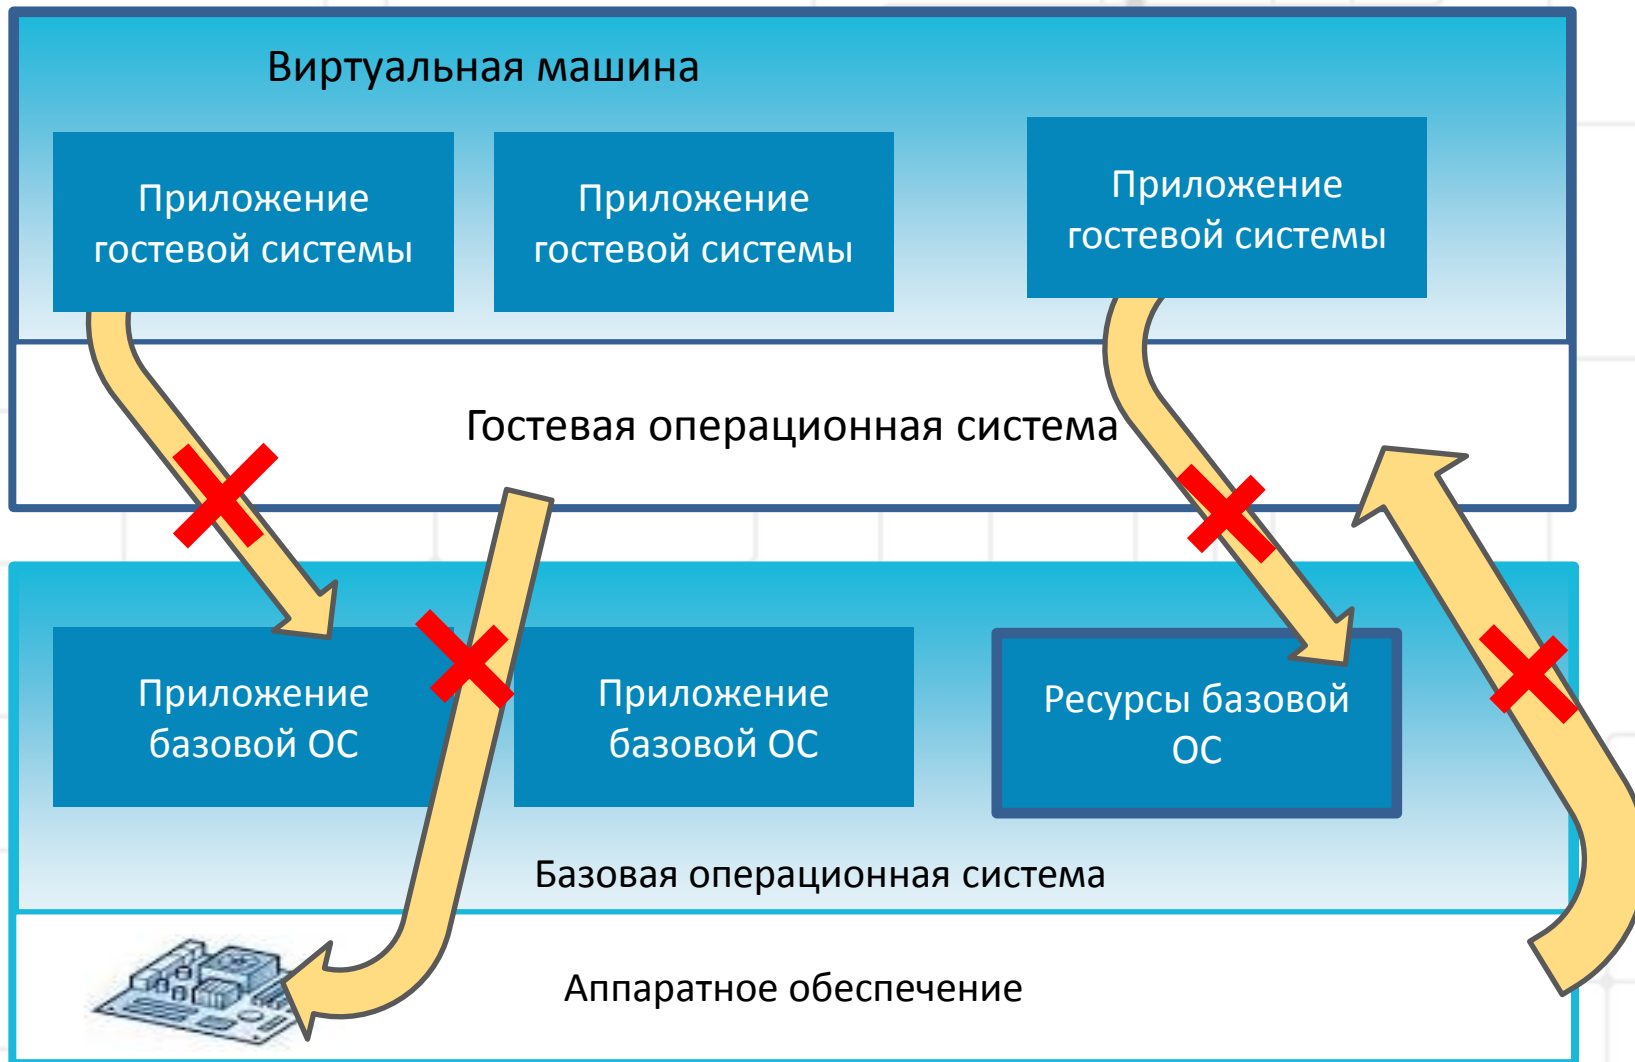 Виртуальная машина
Приложение
гостевой системы
Приложение
гостевой системы
Приложение
гостевой системы
Гостевая операционная система
Приложение
базовой ОС
Приложение
базовой ОС
Ресурсы базовой
ОС
Базовая операционная система
Аппаратное обеспечение